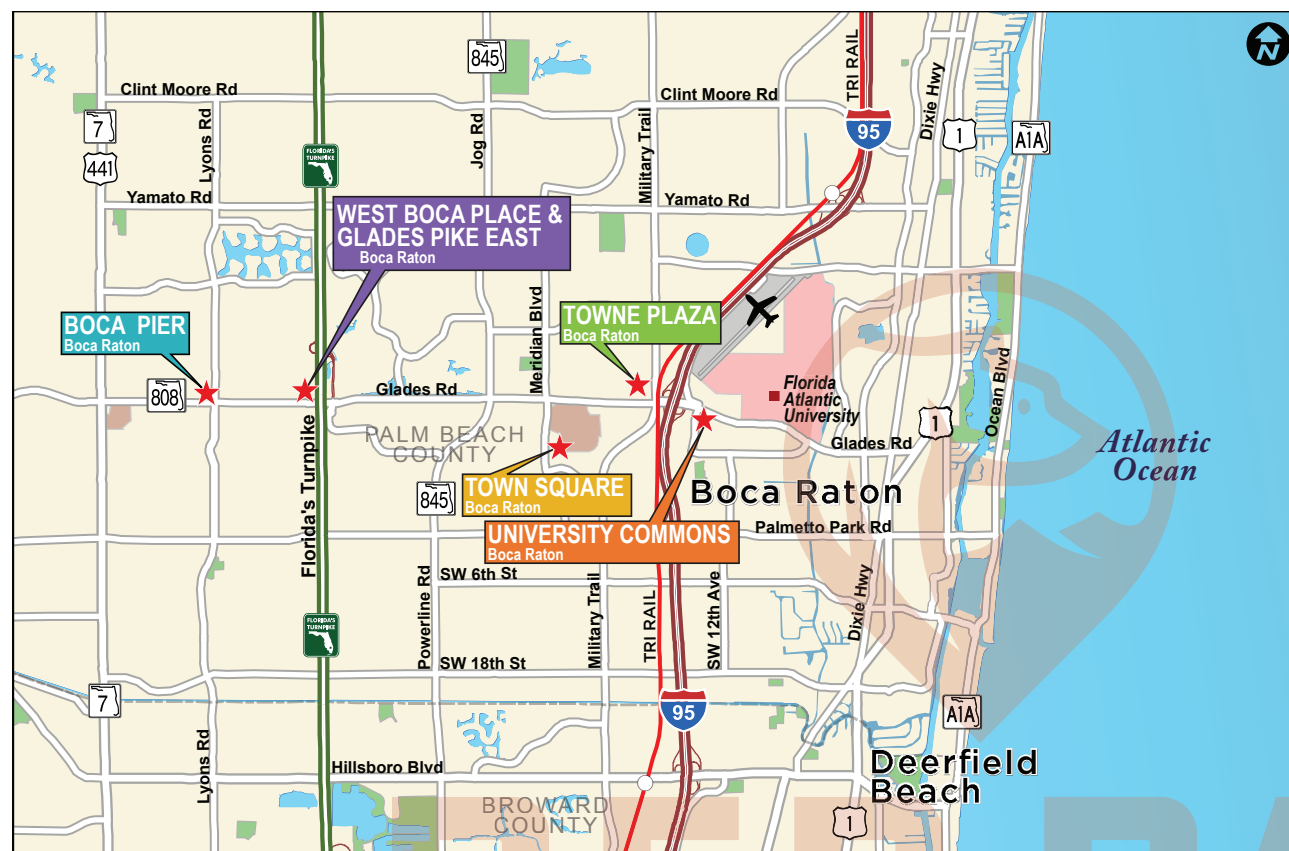 845
N
Clint Moore Rd
Clint Moore Rd
TRI RAIL
Dixie Hwy
7
441
Lyons Rd
FLORIDA'S
TURNPIKE
Jog Rd
Military Trail
95
1
A1A
Yamato Rd
Yamato Rd
WEST BOCA PLACE &
GLADES PIKE EAST
Boca Raton
BOCA PIER
Boca Raton
Meridian Blvd
TOWNE PLAZA
Boca Raton
808
Glades Rd
Florida
Atlantic
University
Ocean Blvd
1
Glades Rd
Atlantic
Ocean
PALM BEACH
COUNTY
Florida's Turnpike
845
TOWN SQUARE
Boca Raton
Boca Raton
UNIVERSITY COMMONS
Boca Raton
Palmetto Park Rd
SW 6th St
Powerline Rd
Military Trail
TRI RAIL
SW 12th Ave
Dixie Hwy
FLORIDA'S
TURNPIKE
SW 18th St
7
95
A1A
Lyons Rd
Hillsboro Blvd
Deerfield
Beach
BROWARD
COUNTY
1